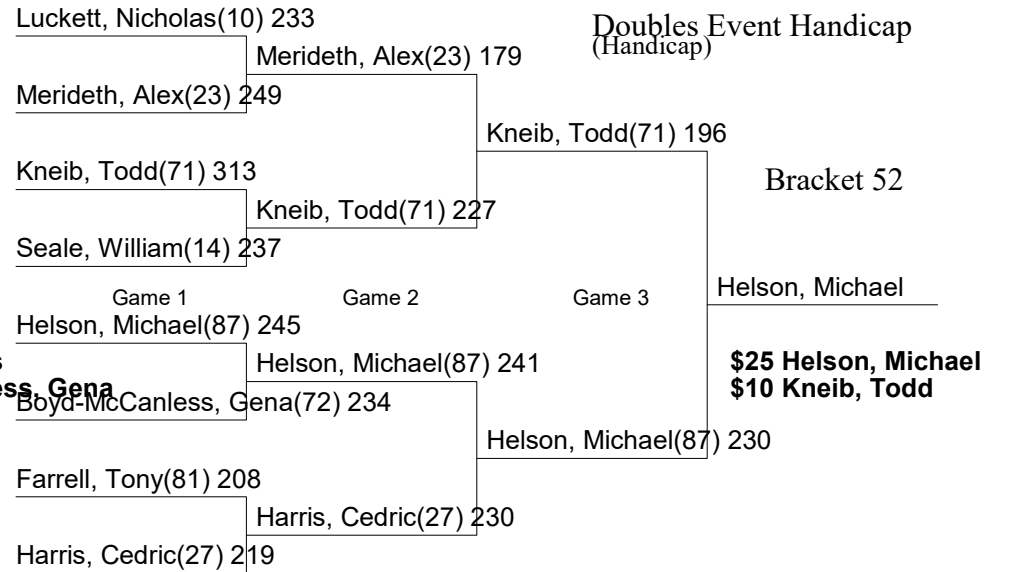 Luckett, Nicholas(10) 233
Doubles Event Handicap
(Handicap)
Merideth, Alex(23) 179
Merideth, Alex(23) 249
Kneib, Todd(71) 196
Kneib, Todd(71) 313
Bracket 52
Kneib, Todd(71) 227
Seale, William(14) 237
Game 1
Game 2
Game 3
Helson, Michael
Helson, Michael(87) 245
Helson, Michael(87) 241
$25 Helson, Michael
ess, Gena
$10 Kneib, Todd
Boyd-McCanless, Gena(72) 234
Helson, Michael(87) 230
Farrell, Tony(81) 208
Harris, Cedric(27) 230
Harris, Cedric(27) 219